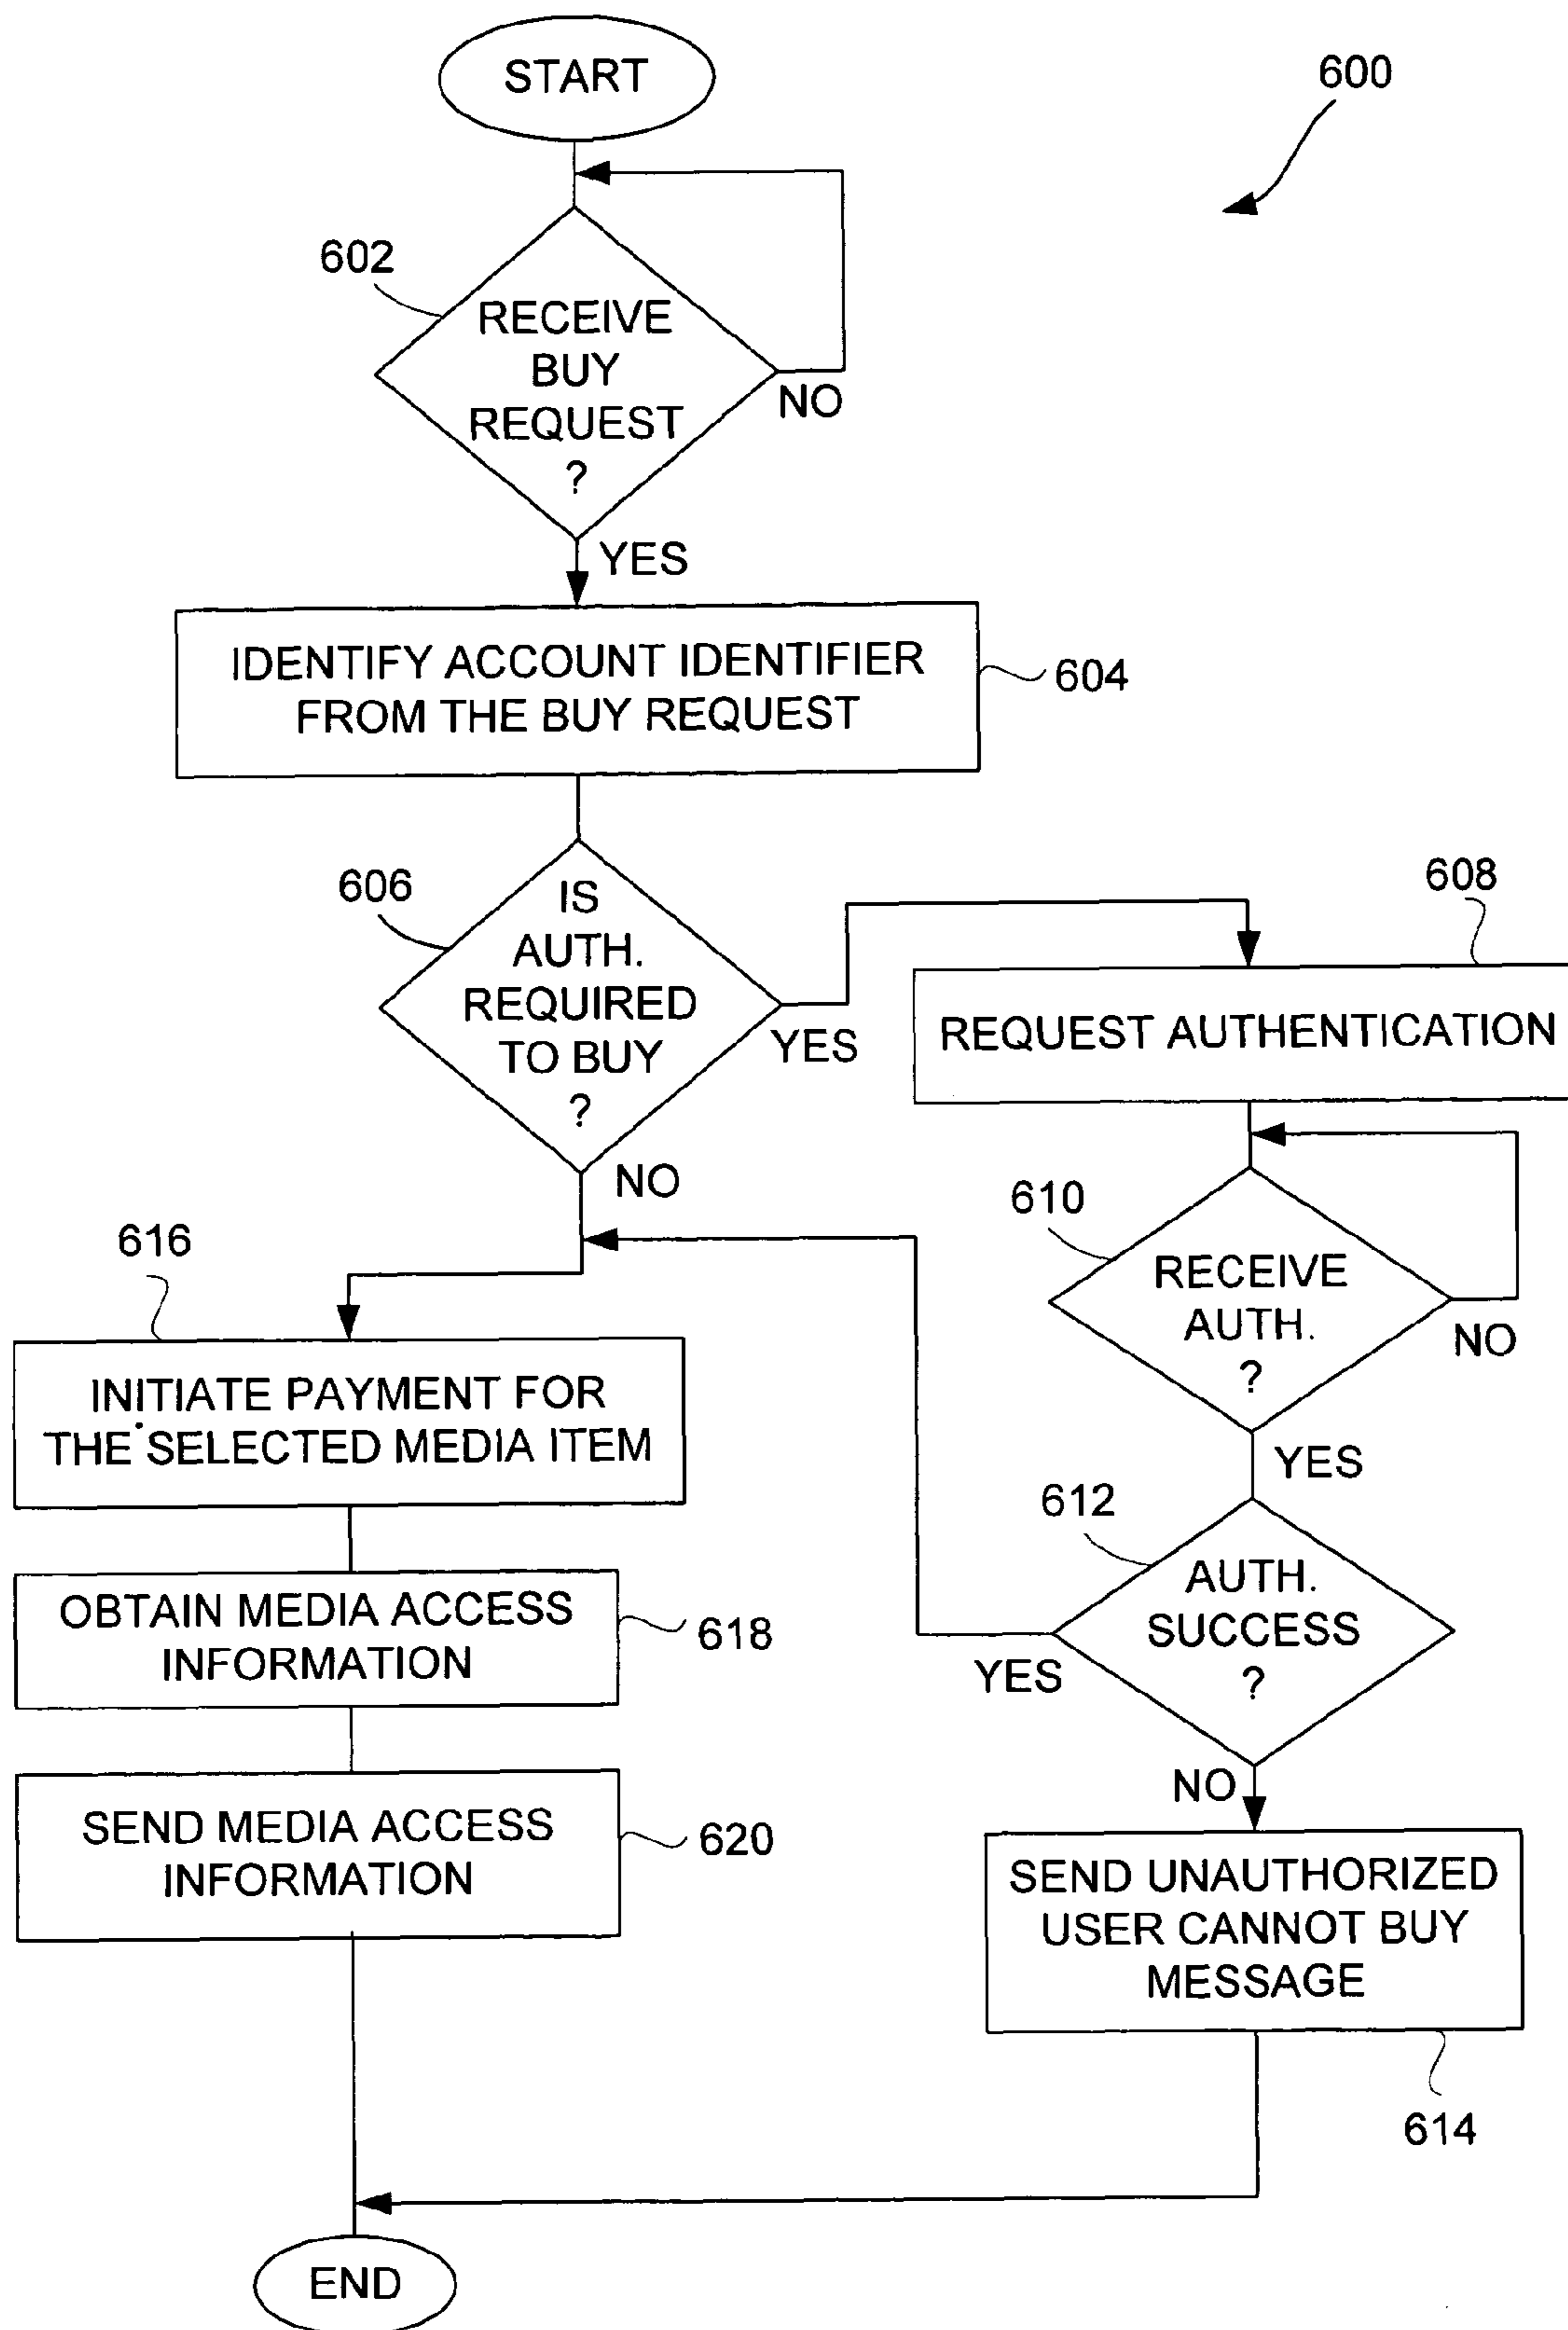 START
600
602
RECEIVE
BUY
REQUEST
?
NO
YES
IDENTIFY ACCOUNT IDENTIFIER
FROM THE BUY REQUEST
604
606
IS
AUTH.
REQUIRED
TO BUY
?
YES
NO
608
REQUEST AUTHENTICATION
610
RECEIVE
AUTH.
?
NO
YES
612
AUTH.
SUCCESS
?
YES
NO
616
INITIATE PAYMENT FOR
THE SELECTED MEDIA ITEM
OBTAIN MEDIA ACCESS
INFORMATION
618
SEND MEDIA ACCESS
INFORMATION
620
SEND UNAUTHORIZED
USER CANNOT BUY
MESSAGE
614
END